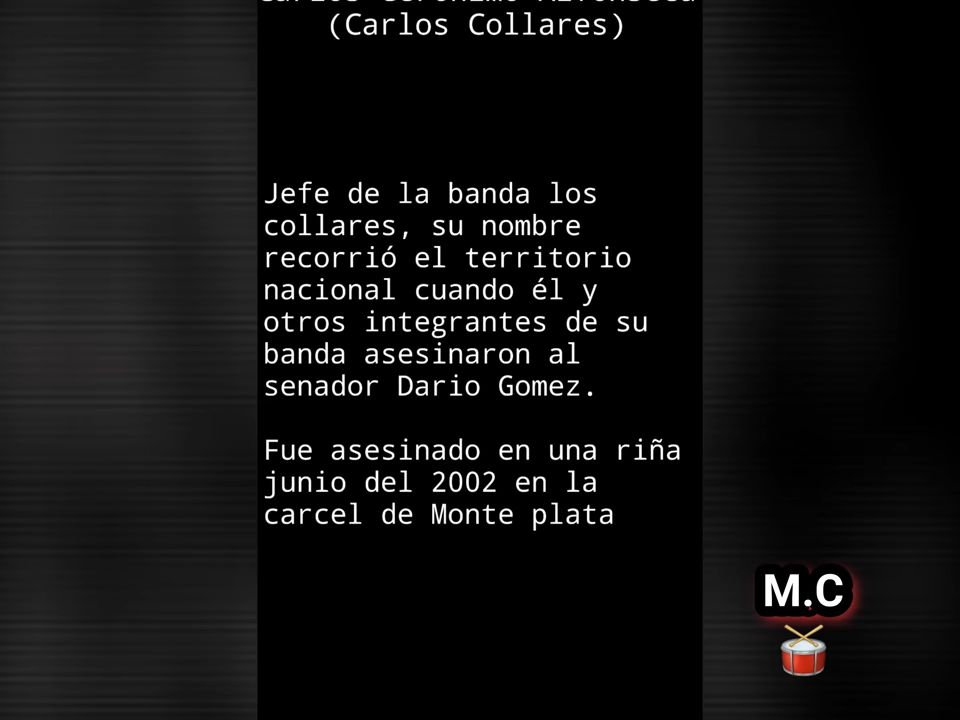 (Carlos Collares)
Jefe de la banda los
collares, su nombre
recorrió el territorio
nacional cuando él y
otros integrantes de su
banda asesinaron al
senador Dario Gomez.
Fue asesinado en una riña
junio del 2002 en la
carcel de Monte plata
M.C